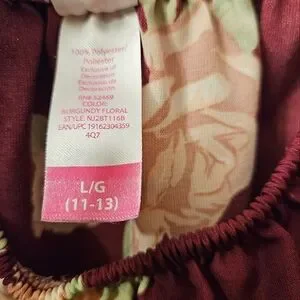 100% Polyester/
Polyester
Exclusive of
Decoration
Exclusivo de
Decoración
RN# 52469
COLOR:
BURGUNDY FLORAL
STYLE: NJ28T116B
EAN/UPC 19162304359
4Q7
L/G
(11-13)